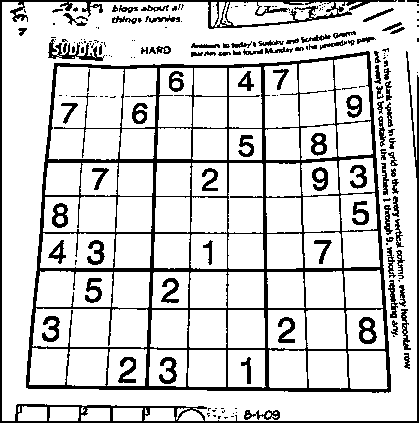 blogs about all
things funnies.
SUDOKU HARD
Answers to today's Sudoku and Scrabble Grams
puzzles can be found Monday on the preceding page.
6 4 7
7 6 9
5 8
7 2 9 3
8 5
4 3 1 7
5 2
3 2 8
2 3 1
Fill in the blank spaces in the grid so that every vertical column, every horizontal row
and every 3x3 box contains the numbers 1 through 9, without repeating any.
1 2 3
8-1-09